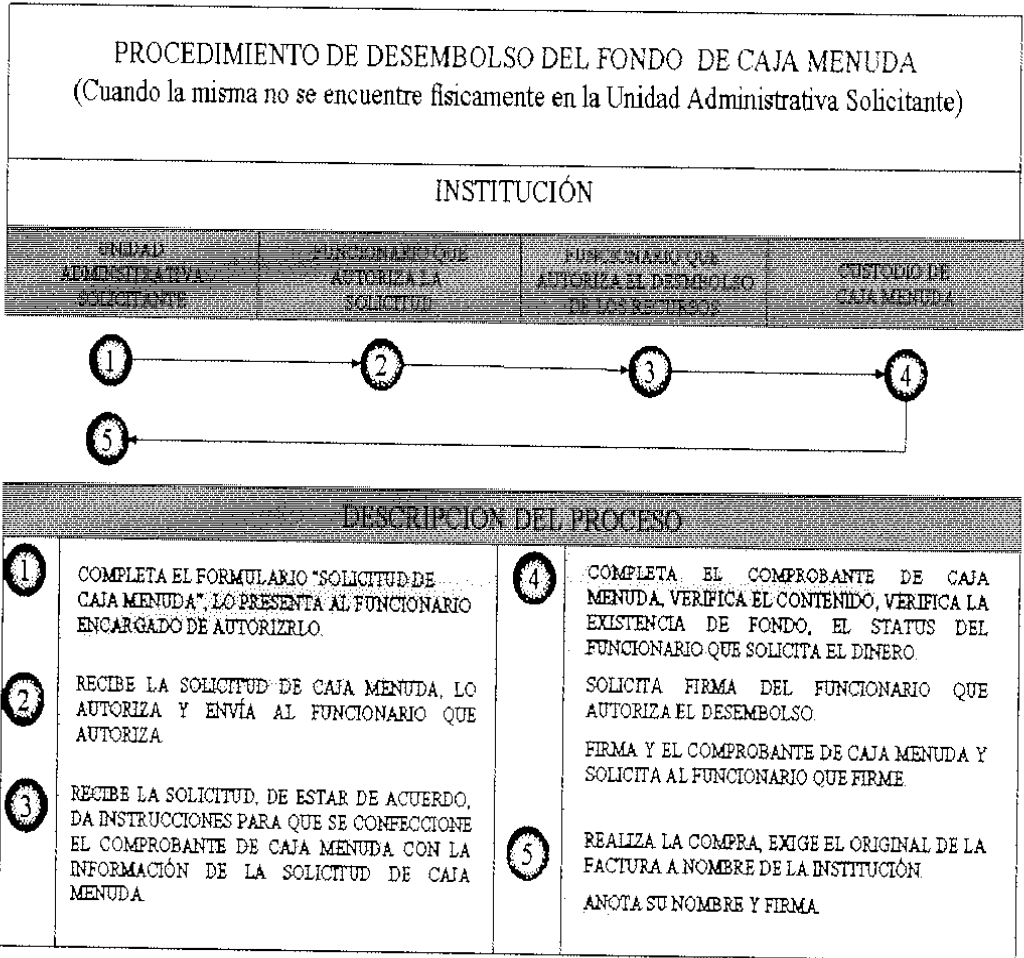 PROCEDIMIENTO DE DESEMBOLSO DEL FONDO DE CAJA MENUDA
(Cuando la misma no se encuentre físicamente en la Unidad Administrativa Solicitante)
INSTITUCIÓN
UNIDAD
ADMINISTRATIVA
SOLICITANTE
FUNCIONARIO QUE
AUTORIZA LA
SOLICITUD
FUNCIONARIO QUE
AUTORIZA EL DESMBOLSO
DE LOS RECURSOS
CUSTODIO DE
CAJA MENUDA
1
2
3
4
5
DESCRIPCION DEL PROCESO
1
COMPLETA EL FORMULARIO "SOLICITUD DE
CAJA MENUDA", LO PRESENTA AL FUNCIONARIO
ENCARGADO DE AUTORIZRLO.
2
RECIBE LA SOLICITUD DE CAJA MENUDA, LO
AUTORIZA Y ENVÍA AL FUNCIONARIO QUE
AUTORIZA
3
RECIBE LA SOLICITUD, DE ESTAR DE ACUERDO,
DA INSTRUCCIONES PARA QUE SE CONFECCIONE
EL COMPROBANTE DE CAJA MENUDA CON LA
INFORMACIÓN DE LA SOLICITUD DE CAJA
MENUDA
4
COMPLETA EL COMPROBANTE DE CAJA
MENUDA, VERIFICA EL CONTENIDO, VERIFICA LA
EXISTENCIA DE FONDO, EL STATUS DEL
FUNCIONARIO QUE SOLICITA EL DINERO.
SOLICITA FIRMA DEL FUNCIONARIO QUE
AUTORIZA EL DESEMBOLSO.
FIRMA Y EL COMPROBANTE DE CAJA MENUDA Y
SOLICITA AL FUNCIONARIO QUE FIRME.
5
REALIZA LA COMPRA, EXIGE EL ORIGINAL DE LA
FACTURA A NOMBRE DE LA INSTITUCIÓN.
ANOTA SU NOMBRE Y FIRMA